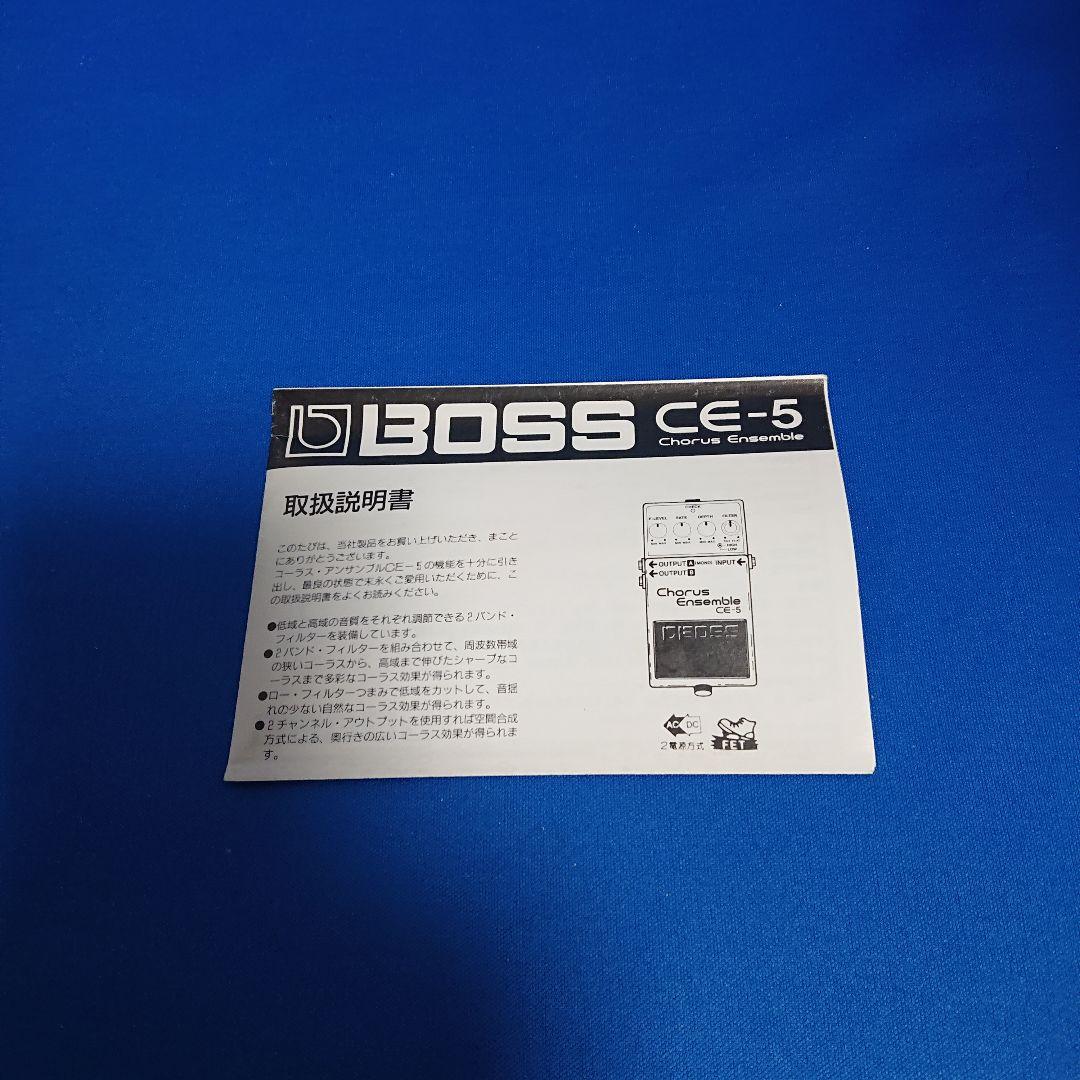 BOSS CE-5
Chorus Ensemble
取扱説明書
このたびは、当社製品をお買い上げいただき、まこと
にありがとうございます。
コーラス・アンサンブルCE-5の機能を十分に引き
出し、最良の状態で末永くご愛用いただくために、こ
の取扱説明書をよくお読みください。
●低域と高域の音質をそれぞれ調節できる2バンド・
フィルターを装備しています。
●2バンド・フィルターを組み合わせて、周波数帯域
の狭いコーラスから、高域まで伸びたシャープなコ
ーラスまで多彩なコーラス効果が得られます。
●ロー・フィルターつまみで低域をカットして、音揺
れの少ない自然なコーラス効果が得られます。
●2チャンネル・アウトプットを使用すれば空間合成
方式による、奥行きの広いコーラス効果が得られま
す。
CHECK
E.LEVEL RATE DEPTH FILTER
HIGH
LOW
OUTPUT A (MONO) INPUT
OUTPUT B
Chorus
Ensemble
CE-5
BOSS
AC DC
2電源方式
FET